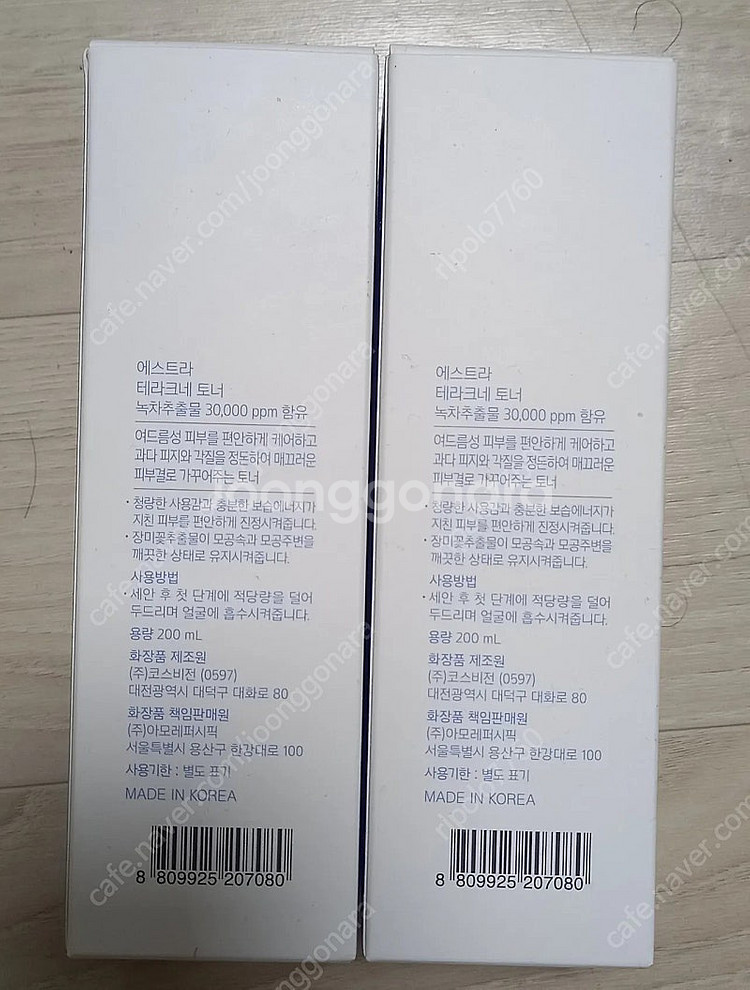 에스트라
테라크네 토너
녹차추출물 30,000 ppm 함유
여드름성 피부를 편안하게 케어하고
과다 피지와 각질을 정돈하여 매끄러운
피부결로 가꾸어주는 토너
· 청량한 사용감과 충분한 보습에너지가
지친 피부를 편안하게 진정시켜줍니다.
· 장미꽃추출물이 모공속과 모공주변을
깨끗한 상태로 유지시켜줍니다.
사용방법
· 세안 후 첫 단계에 적당량을 덜어
두드리며 얼굴에 흡수시켜줍니다.
용량 200 mL
화장품 제조원
(주)코스비전 (0597)
대전광역시 대덕구 대화로 80
화장품 책임판매원
(주)아모레퍼시픽
서울특별시 용산구 한강대로 100
사용기한 : 별도 표기
MADE IN KOREA
8 809925 207080
에스트라
테라크네 토너
녹차추출물 30,000 ppm 함유
여드름성 피부를 편안하게 케어하고
과다 피지와 각질을 정돈하여 매끄러운
피부결로 가꾸어주는 토너
· 청량한 사용감과 충분한 보습에너지가
지친 피부를 편안하게 진정시켜줍니다.
· 장미꽃추출물이 모공속과 모공주변을
깨끗한 상태로 유지시켜줍니다.
사용방법
· 세안 후 첫 단계에 적당량을 덜어
두드리며 얼굴에 흡수시켜줍니다.
용량 200 mL
화장품 제조원
(주)코스비전 (0597)
대전광역시 대덕구 대화로 80
화장품 책임판매원
(주)아모레퍼시픽
서울특별시 용산구 한강대로 100
사용기한 : 별도 표기
MADE IN KOREA
8 809925 207080
joonggonara
cafe.naver.com/joonggonara
ripolo7760
cafe.naver.com
cafe.naver.com/joonggonara
ripolo7760
cafe.naver.com